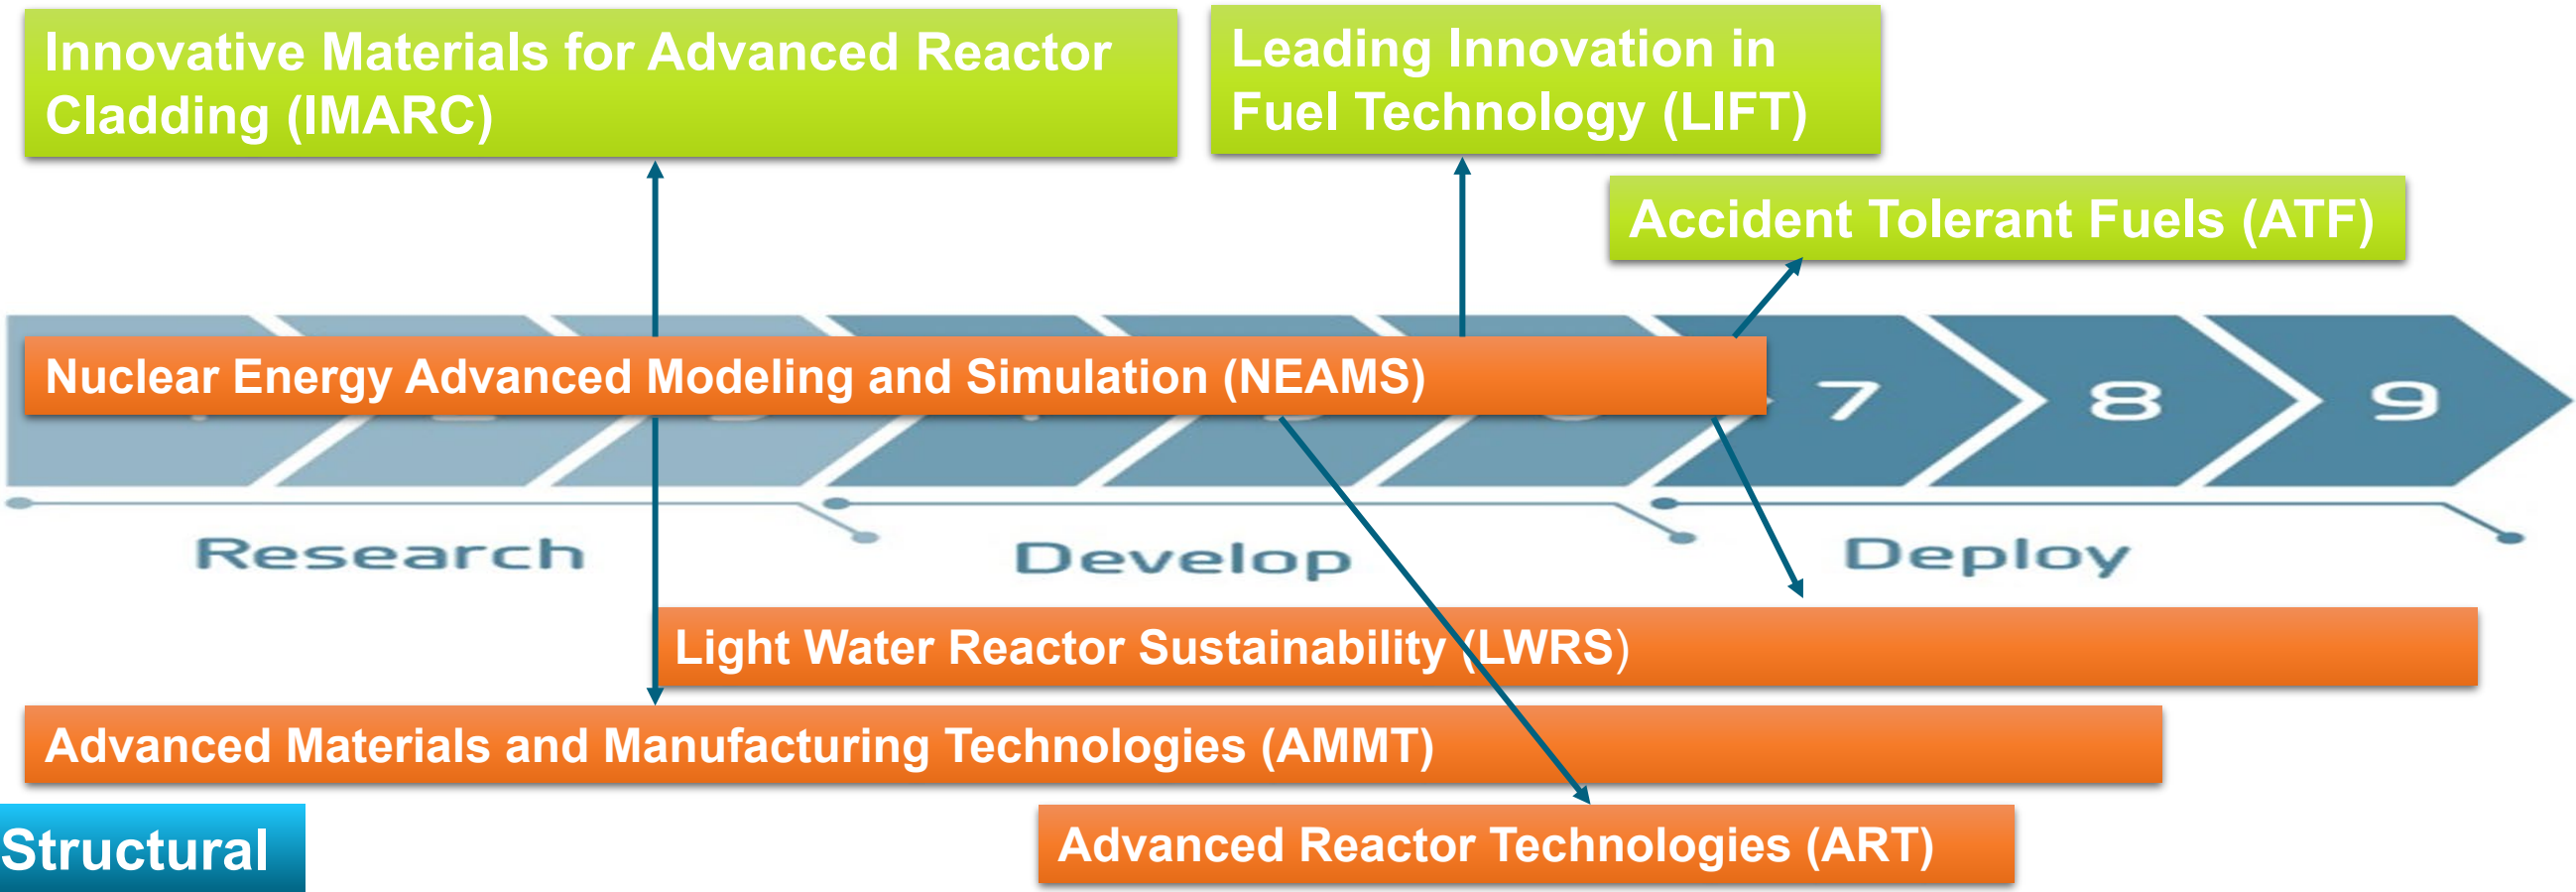 Innovative Materials for Advanced Reactor
Cladding (IMARC)
Leading Innovation in
Fuel Technology (LIFT)
Accident Tolerant Fuels (ATF)
Nuclear Energy Advanced Modeling and Simulation (NEAMS)
7 8 9
Research
Develop
Deploy
Light Water Reactor Sustainability (LWRS)
Advanced Materials and Manufacturing Technologies (AMMT)
Structural
Advanced Reactor Technologies (ART)